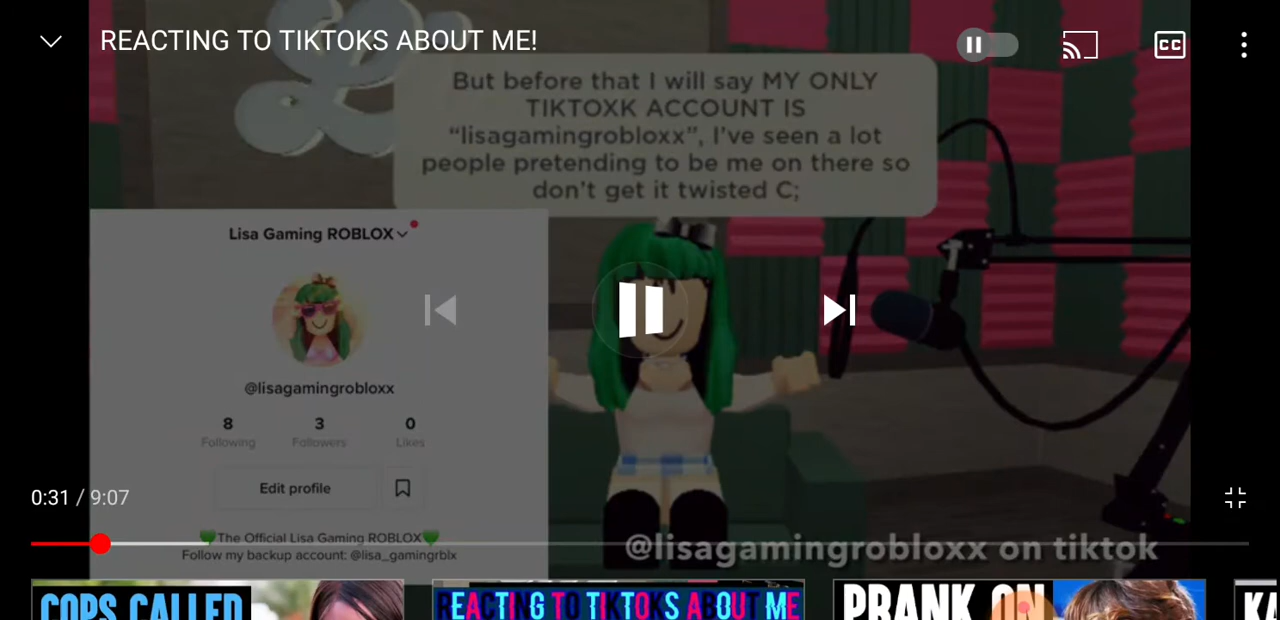 REACTING TO TIKTOKS ABOUT ME!
CC
But before that I will say MY ONLY
TIKTOXK ACCOUNT IS
“lisagamingrobloxx”, I’ve seen a lot
people pretending to be me on there so
don’t get it twisted C;
Lisa Gaming ROBLOX
@lisagamingrobloxx
8 3 0
Following Followers Likes
Edit profile
0:31 / 9:07
The Official Lisa Gaming ROBLOX
Follow my backup account: @lisa_gamingrblx
@lisagamingrobloxx on tiktok
COPS CALLED
REACTING TO TIKTOKS ABOUT ME
PRANK ON